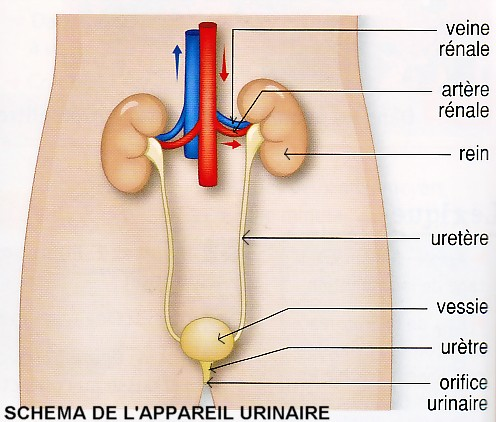 veine
rénale
artère
rénale
rein
uretère
vessie
urètre
orifice
urinaire
SCHEMA DE L'APPAREIL URINAIRE